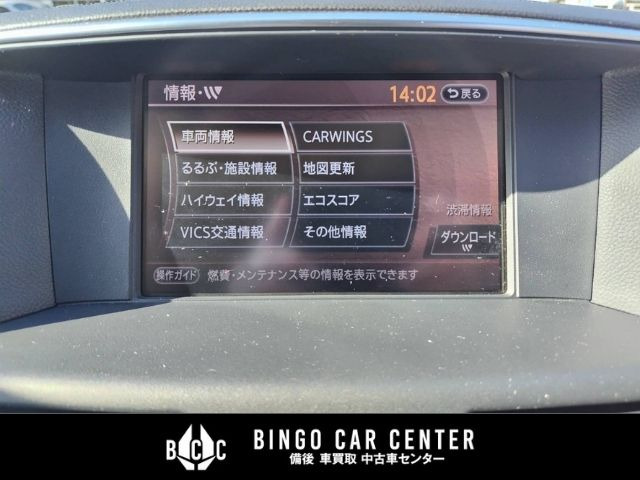 情報・W 14:02 戻る
車両情報 CARWINGS
るるぶ・施設情報 地図更新
ハイウェイ情報 エコスコア
渋滞情報
VICS交通情報 その他情報 ダウンロード
W
操作ガイド 燃費・メンテナンス等の情報を表示できます
BCC BINGO CAR CENTER
備後 車買取 中古車センター